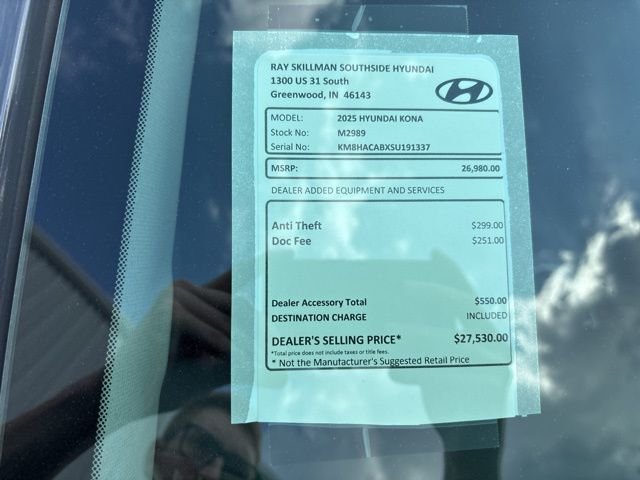 RAY SKILLMAN SOUTHSIDE HYUNDAI
1300 US 31 South
Greenwood, IN 46143
MODEL: 2025 HYUNDAI KONA
Stock No: M2989
Serial No: KM8HACABXSU191337
MSRP: 26,980.00
DEALER ADDED EQUIPMENT AND SERVICES
Anti Theft $299.00
Doc Fee $251.00
Dealer Accessory Total $550.00
DESTINATION CHARGE INCLUDED
DEALER'S SELLING PRICE* $27,530.00
*Total price does not include taxes or title fees.
* Not the Manufacturer's Suggested Retail Price